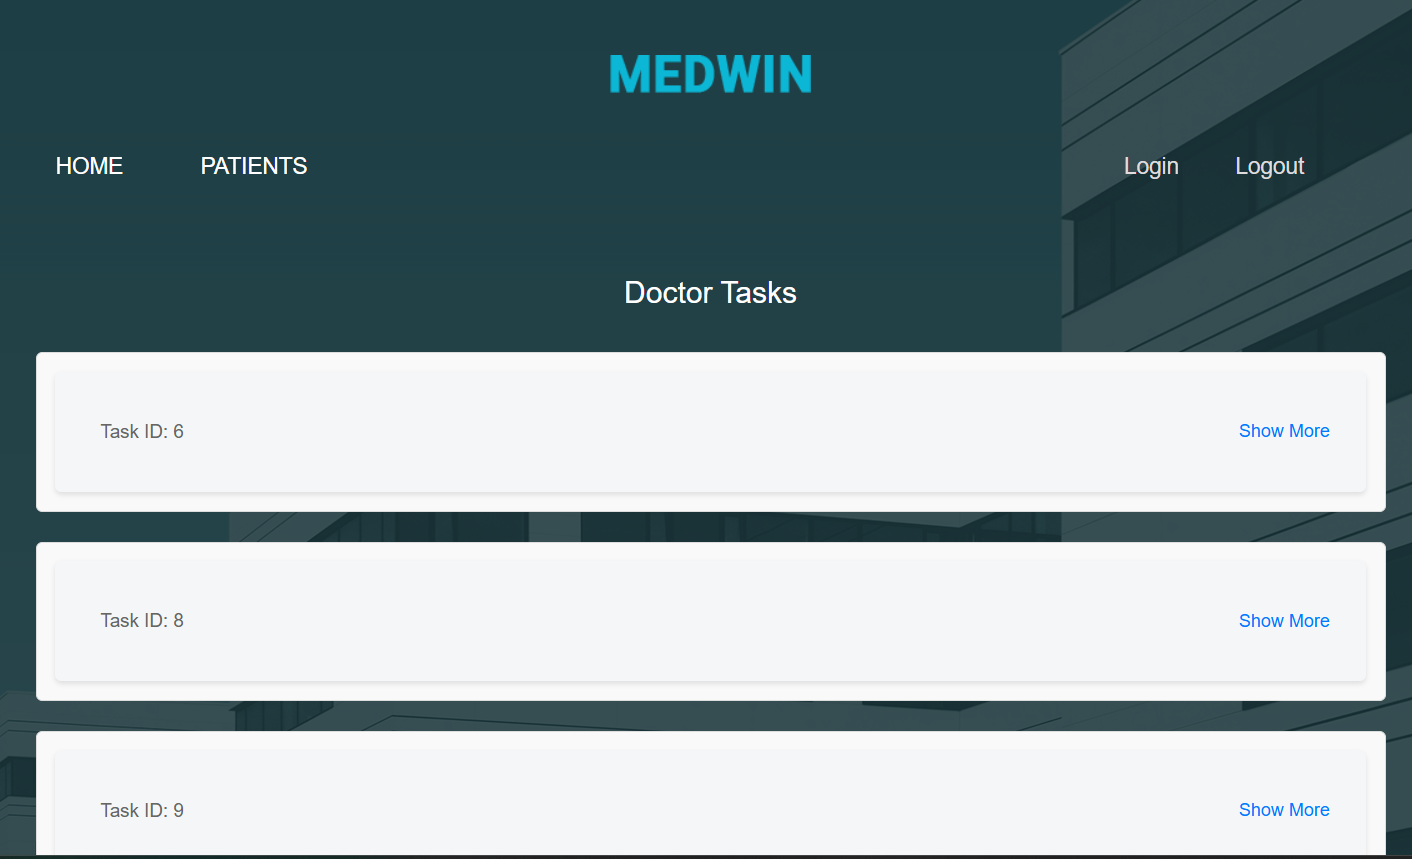 MEDWIN
HOME PATIENTS Login Logout
Doctor Tasks
Task ID: 6 Show More
Task ID: 8 Show More
Task ID: 9 Show More